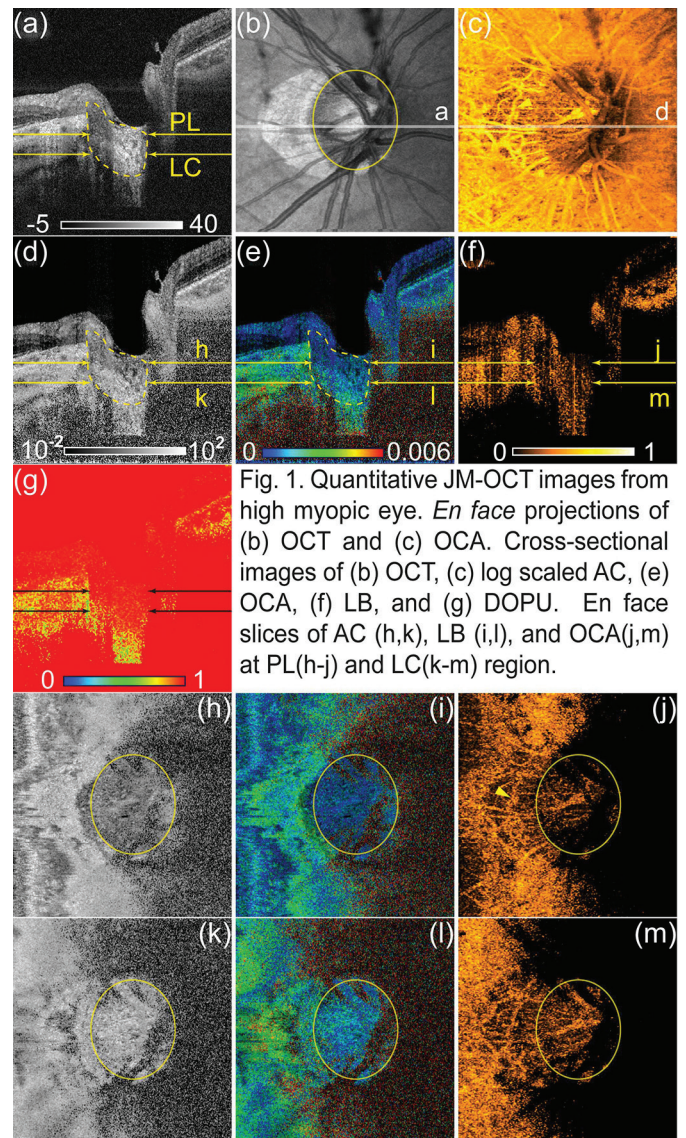 (a)
PL
LC
-5 40
(b)
a
(c)
d
(d)
h
k
10-2 102
(e)
i
l
0 0.006
(f)
j
m
0 1
(g)
0 1
Fig. 1. Quantitative JM-OCT images from
high myopic eye. En face projections of
(b) OCT and (c) OCA. Cross-sectional
images of (b) OCT, (c) log scaled AC, (e)
OCA, (f) LB, and (g) DOPU. En face
slices of AC (h,k), LB (i,l), and OCA(j,m)
at PL(h-j) and LC(k-m) region.
(h)
(i)
(j)
(k)
(l)
(m)